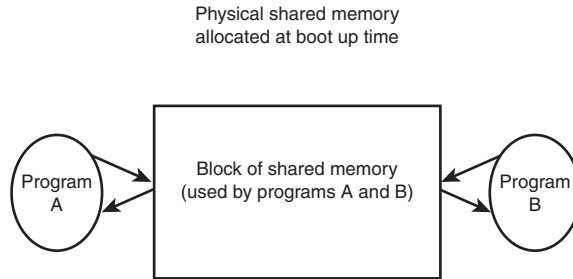 Physical shared memory
allocated at boot up time
Block of shared memory
(used by programs A and B)
Program
A
Program
B